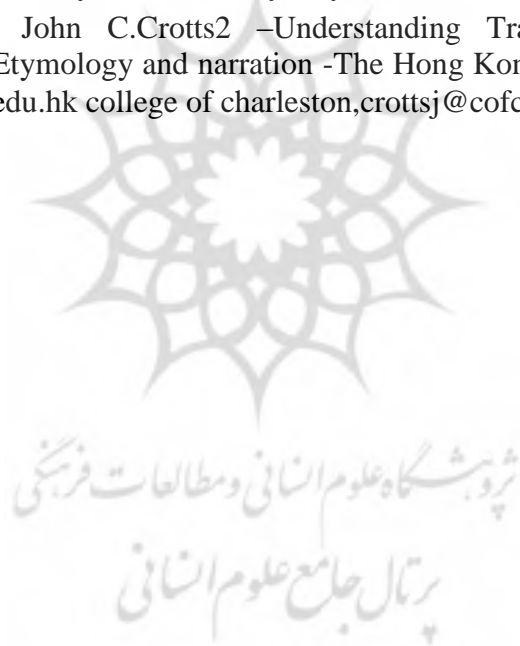 John C.Crotts2 –Understanding Tra
Etymology and narration -The Hong Kon
edu.hk college of charleston,crottsj@cofc
پژوهشگاه علوم انسانی و مطالعات فرهنگی
پرتال جامع علوم انسانی